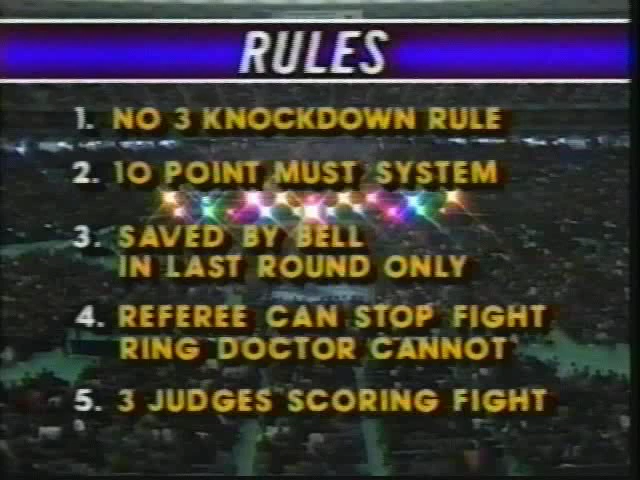 RULES
1. NO 3 KNOCKDOWN RULE
2. 10 POINT MUST SYSTEM
3. SAVED BY BELL
IN LAST ROUND ONLY
4. REFEREE CAN STOP FIGHT
RING DOCTOR CANNOT
5. 3 JUDGES SCORING FIGHT